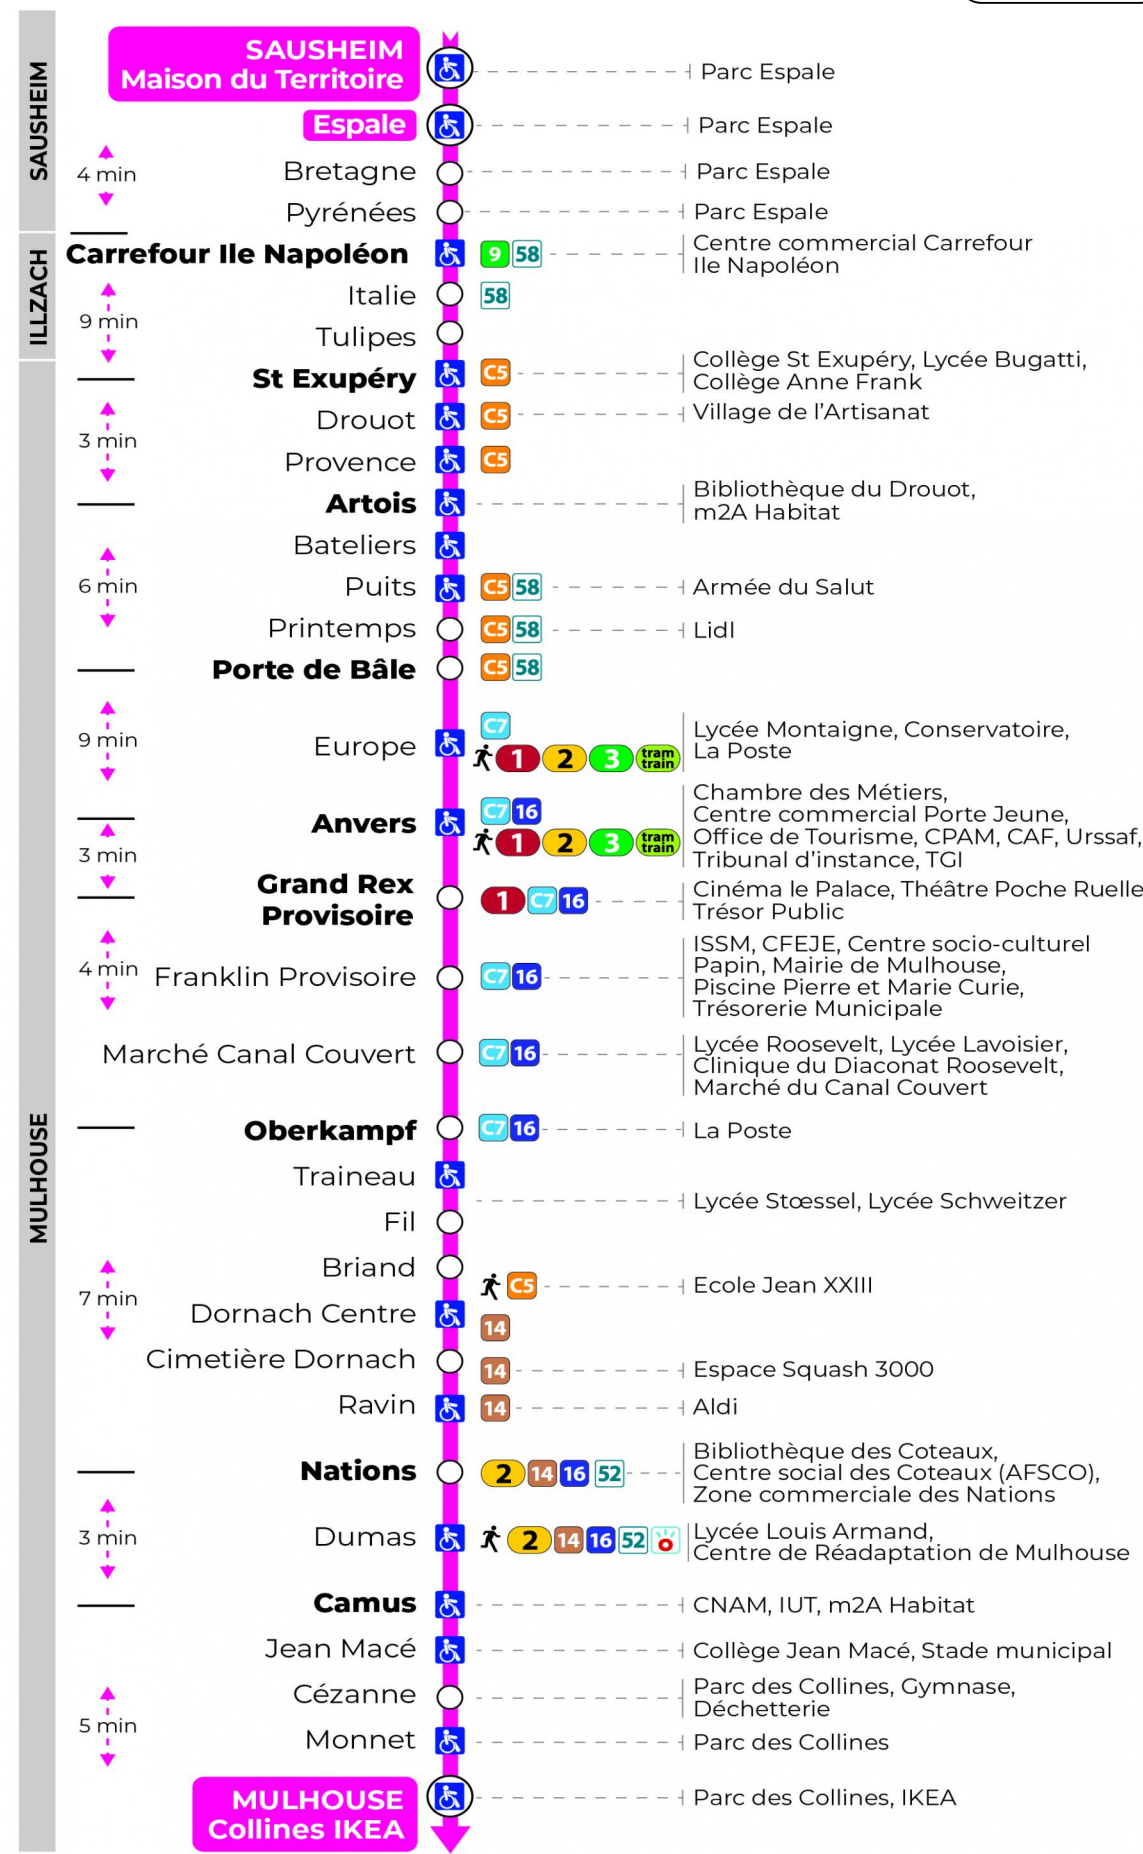 SAUSHEIM
SAUSHEIM
Maison du Territoire
Parc Espale
Espale
Parc Espale
4 min
Bretagne
Parc Espale
Pyrénées
Parc Espale
ILLZACH
Carrefour Ile Napoléon
9 58
Centre commercial Carrefour
Ile Napoléon
Italie
58
9 min
Tulipes
MULHOUSE
St Exupéry
C5
Collège St Exupéry, Lycée Bugatti,
Collège Anne Frank
Drouot
C5
Village de l'Artisanat
3 min
Provence
C5
Artois
Bibliothèque du Drouot,
m2A Habitat
Bateliers
6 min
Puits
C5 58
Armée du Salut
Printemps
C5 58
Lidl
Porte de Bâle
C5 58
9 min
Europe
C7
1 2 3 tram
train
Lycée Montaigne, Conservatoire,
La Poste
Anvers
C7 16
1 2 3 tram
train
Chambre des Métiers,
Centre commercial Porte Jeune,
Office de Tourisme, CPAM, CAF, Urssaf,
Tribunal d'instance, TGI
3 min
Grand Rex
Provisoire
1 C7 16
Cinéma le Palace, Théâtre Poche Ruelle
Trésor Public
4 min
Franklin Provisoire
C7 16
ISSM, CFEJE, Centre socio-culturel
Papin, Mairie de Mulhouse,
Piscine Pierre et Marie Curie,
Trésorerie Municipale
Marché Canal Couvert
C7 16
Lycée Roosevelt, Lycée Lavoisier,
Clinique du Diaconat Roosevelt,
Marché du Canal Couvert
Oberkampf
C7 16
La Poste
Traineau
Lycée Stœssel, Lycée Schweitzer
Fil
Briand
C5
Ecole Jean XXIII
7 min
Dornach Centre
14
Cimetière Dornach
14
Espace Squash 3000
Ravin
14
Aldi
Nations
2 14 16 52
Bibliothèque des Coteaux,
Centre social des Coteaux (AFSCO),
Zone commerciale des Nations
3 min
Dumas
2 14 16 52
Lycée Louis Armand,
Centre de Réadaptation de Mulhouse
Camus
CNAM, IUT, m2A Habitat
Jean Macé
Collège Jean Macé, Stade municipal
Cézanne
Parc des Collines, Gymnase,
Déchetterie
5 min
Monnet
Parc des Collines
MULHOUSE
Collines IKEA
Parc des Collines, IKEA